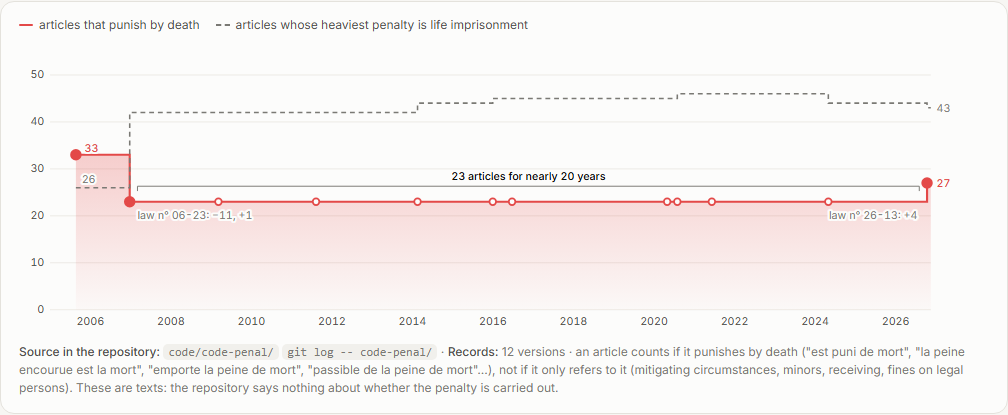 articles that punish by death articles whose heaviest penalty is life imprisonment
50
40
30
20
10
0
33
26
23 articles for nearly 20 years
law n° 06-23: −11, +1
law n° 26-13: +4
43
27
2006 2008 2010 2012 2014 2016 2018 2020 2022 2024 2026
Source in the repository: code/code-penal/ git log -- code-penal/ · Records: 12 versions · an article counts if it punishes by death ("est puni de mort", "la peine
encourue est la mort", "emporte la peine de mort", "passible de la peine de mort"…), not if it only refers to it (mitigating circumstances, minors, receiving, fines on legal
persons). These are texts: the repository says nothing about whether the penalty is carried out.